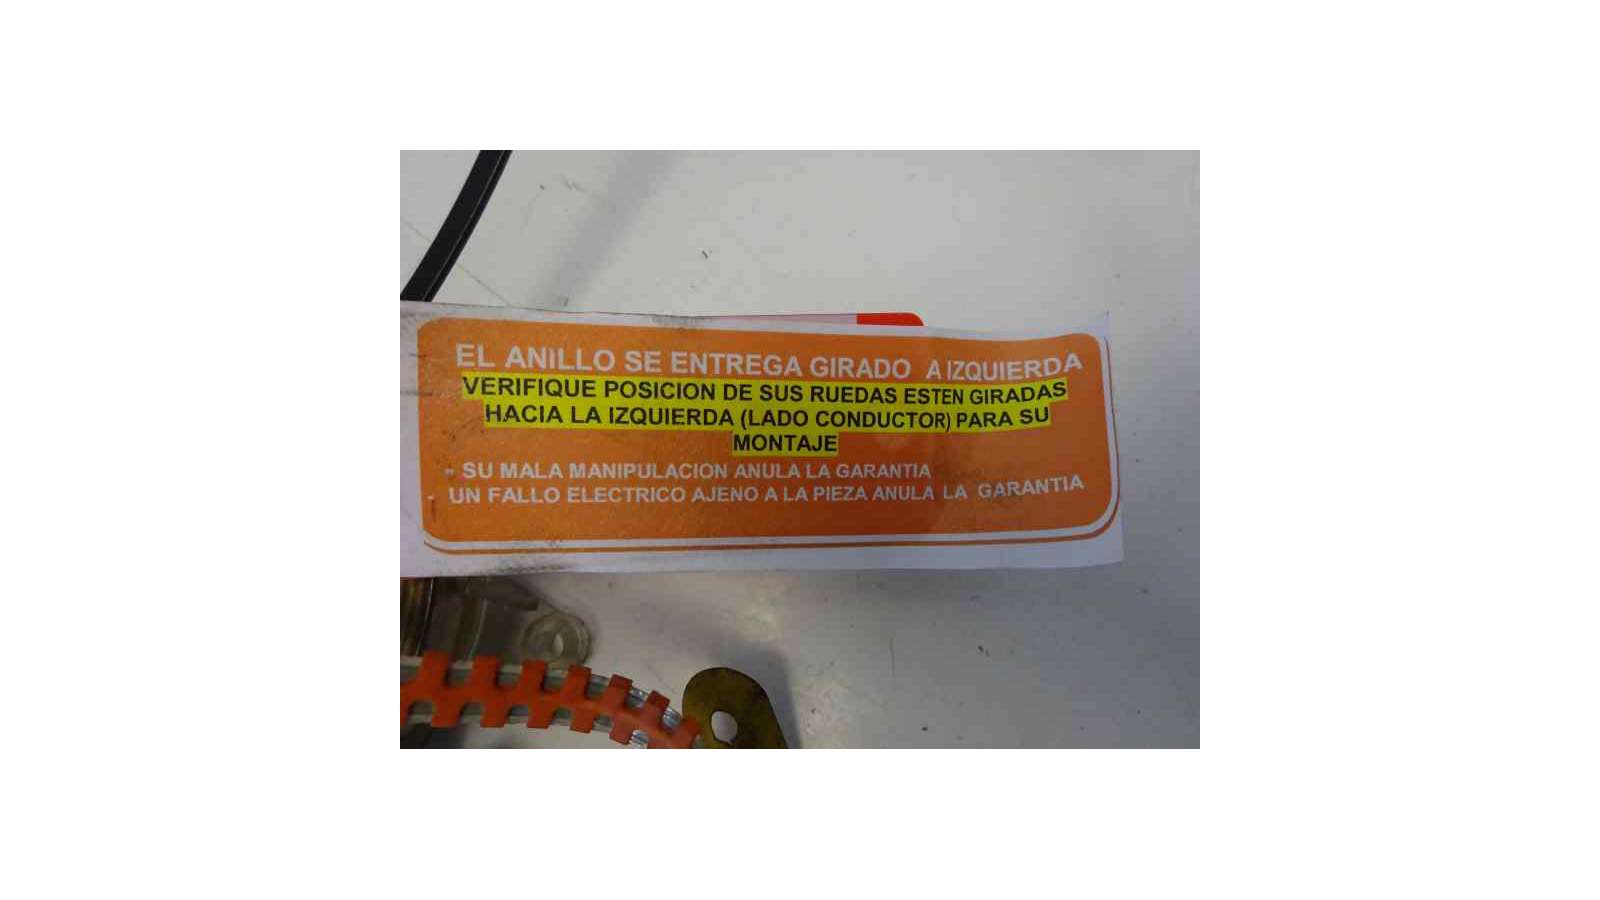 EL ANILLO SE ENTREGA GIRADO A IZQUIERDA
VERIFIQUE POSICION DE SUS RUEDAS ESTEN GIRADAS
HACIA LA IZQUIERDA (LADO CONDUCTOR) PARA SU
MONTAJE
- SU MALA MANIPULACION ANULA LA GARANTIA
- UN FALLO ELECTRICO AJENO A LA PIEZA ANULA LA GARANTIA